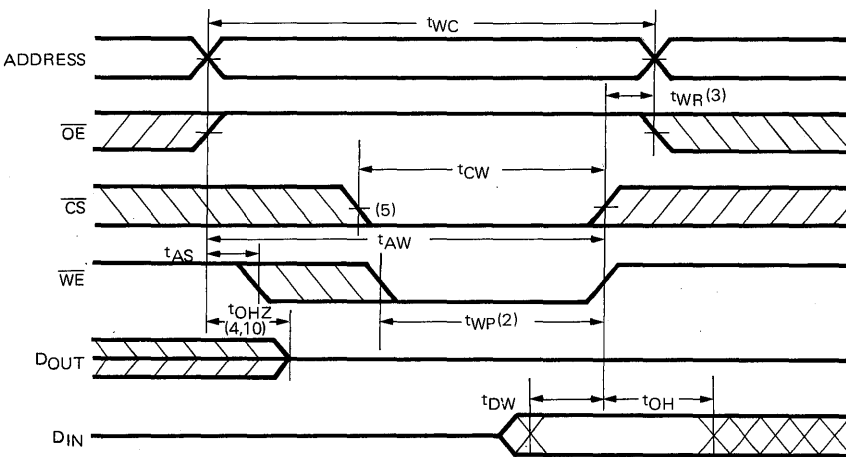 tWC
ADDRESS
tWR(3)
OE
tCW
CS
(5)
tAW
tAS
WE
tOHZ
(4,10)
tWP(2)
DOUT
tDW
tOH
DIN